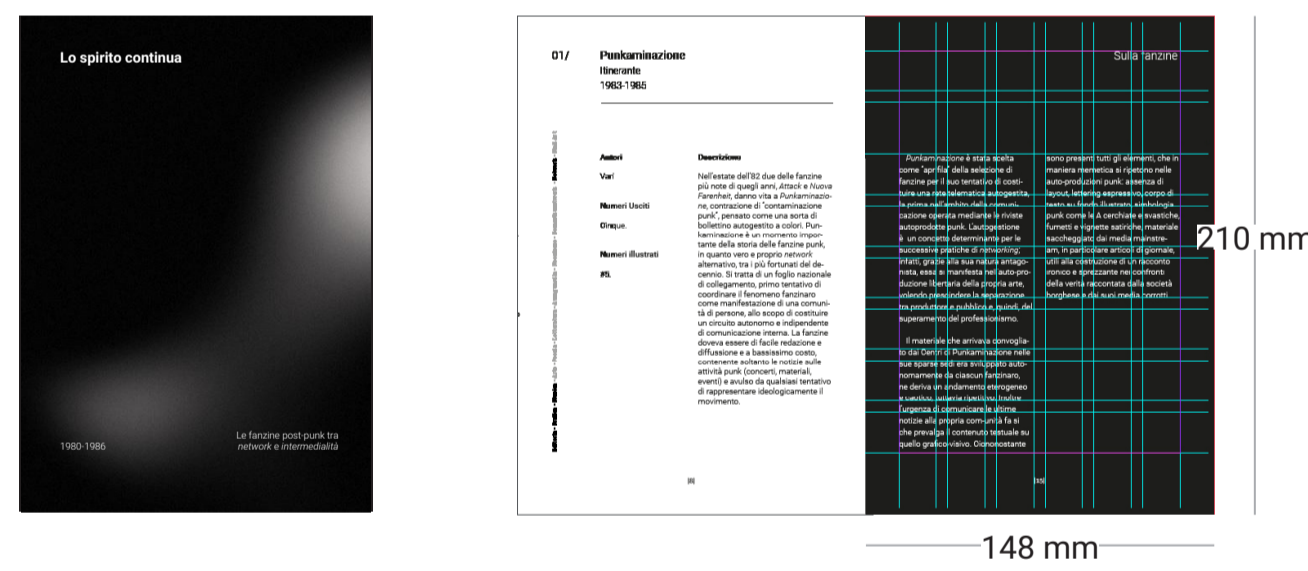 Lo spirito continua
1980-1986
Le fanzine post-punk tra
network e intermedialità
01/
Punkaminazione
Itinerante
1983-1985
Autori
Vari
Numeri Usciti
Cinque.
Numeri illustrati
#5.
Descrizione
Nell'estate dell'82 due delle fanzine
più note di quegli anni, Attack e Nuova
Farenheit, danno vita a Punkaminazio-
ne, contrazione di "contaminazione
punk", pensato come una sorta di
bollettino autogestito a colori. Pun-
kaminazione è un momento impor-
tante della storia delle fanzine punk,
in quanto vero e proprio network
alternativo, tra i più fortunati del de-
cennio. Si tratta di un foglio nazionale
di collegamento, primo tentativo di
coordinare il fenomeno fanzinaro
come manifestazione di una comuni-
tà di persone, allo scopo di costituire
un circuito autonomo e indipendente
di comunicazione interna. La fanzine
doveva essere di facile redazione e
diffusione e a bassissimo costo,
contenente soltanto le notizie sulle
attività punk (concerti, materiali,
eventi) e avulso da qualsiasi tentativo
di rappresentare ideologicamente il
movimento.
Sulla fanzine
Punkaminazione è stata scelta
come "apri fila" della selezione di
fanzine per il suo tentativo di costi-
tuire una rete telematica autogestita,
la prima nell'ambito della comuni-
cazione operata mediante le riviste
autoprodotte punk. L'autogestione
è un concetto determinante per le
successive pratiche di networking;
infatti, grazie alla sua natura antago-
nista, essa si manifesta nell'auto-pro-
duzione libertaria della propria arte,
volendo prescindere la separazione
tra produttore e pubblico e, quindi, del
superamento del professionismo.
Il materiale che arrivava convoglia-
to dai Centri di Punkaminazione nelle
sue sparse sedi era sviluppato auto-
nomamente da ciascun fanzinaro,
ne deriva un andamento eterogeneo
e caotico, tuttavia ripetitivo. Inoltre
l'urgenza di comunicare le ultime
notizie alla propria comunità fa sì
che prevalga il contenuto testuale su
quello grafico-visivo. Ciononostante
sono presenti tutti gli elementi, che in
maniera memetica si ripetono nelle
auto-produzioni punk: assenza di
layout, lettering espressivo, corpo di
testo su fondo illustrato, simbologia
punk come le A cerchiate e svastiche,
fumetti e vignette satiriche, materiale
saccheggiato dai media mainstre-
am, in particolare articoli di giornale,
utili alla costruzione di un racconto
ironico e sprezzante nei confronti
della verità raccontata dalla società
borghese e dai suoi media corrotti
210 mm
148 mm